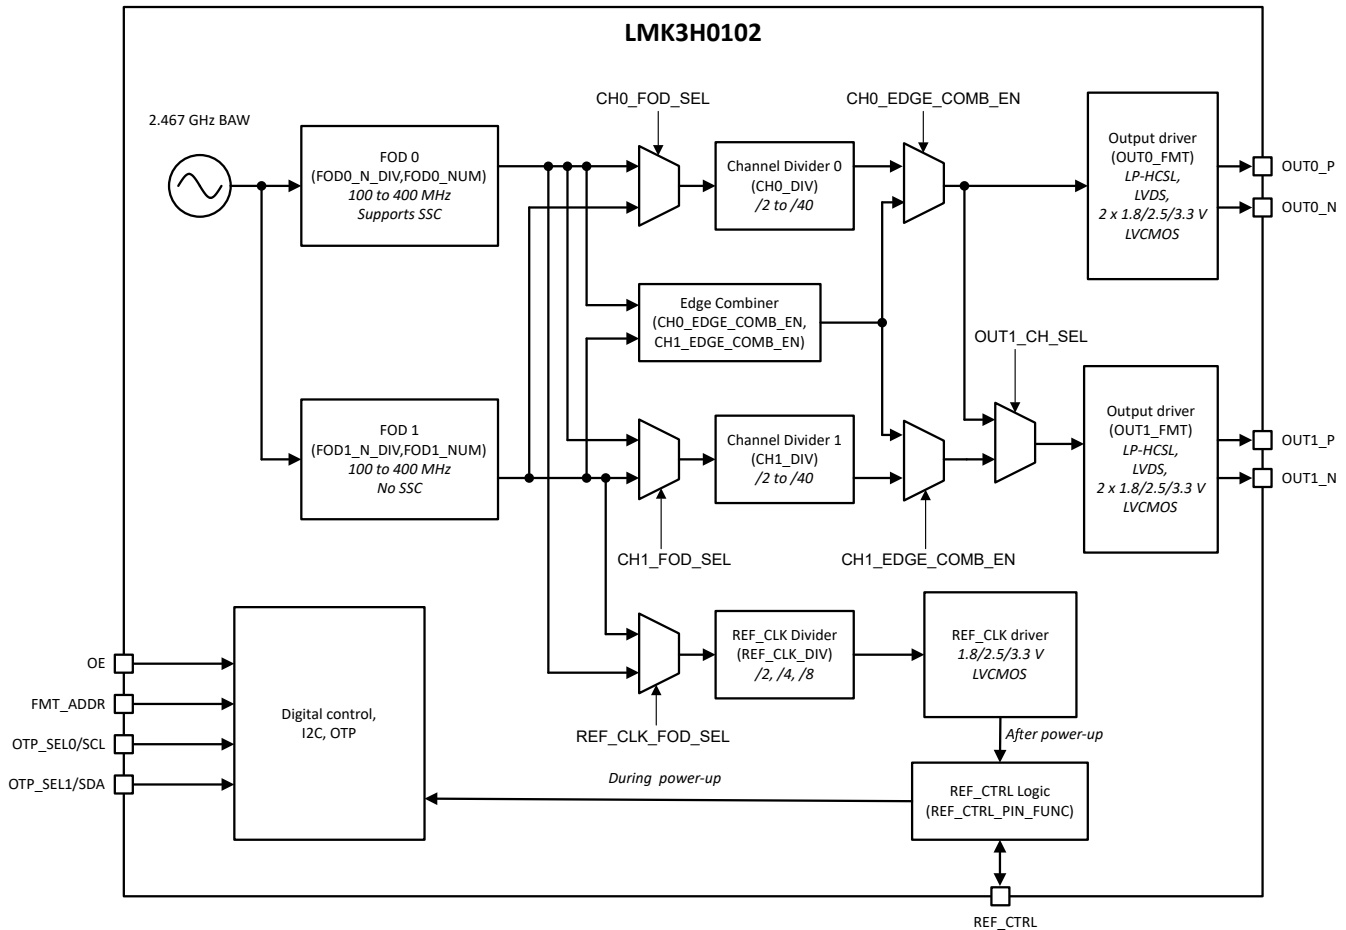 LMK3H0102
CH0_FOD_SEL
CH0_EDGE_COMB_EN
2.467 GHz BAW
FOD 0
(FOD0_N_DIV,FOD0_NUM)
100 to 400 MHz
Supports SSC
Channel Divider 0
(CH0_DIV)
/2 to /40
Output driver
(OUT0_FMT)
LP-HCSL,
LVDS,
2 x 1.8/2.5/3.3 V
LVCMOS
OUT0_P
OUT0_N
Edge Combiner
(CH0_EDGE_COMB_EN,
CH1_EDGE_COMB_EN)
OUT1_CH_SEL
FOD 1
(FOD1_N_DIV,FOD1_NUM)
100 to 400 MHz
No SSC
Channel Divider 1
(CH1_DIV)
/2 to /40
Output driver
(OUT1_FMT)
LP-HCSL,
LVDS,
2 x 1.8/2.5/3.3 V
LVCMOS
OUT1_P
OUT1_N
CH1_FOD_SEL
CH1_EDGE_COMB_EN
REF_CLK Divider
(REF_CLK_DIV)
/2, /4, /8
REF_CLK driver
1.8/2.5/3.3 V
LVCMOS
OE
FMT_ADDR
OTP_SEL0/SCL
OTP_SEL1/SDA
Digital control,
I2C, OTP
REF_CLK_FOD_SEL
After power-up
During power-up
REF_CTRL Logic
(REF_CTRL_PIN_FUNC)
REF_CTRL